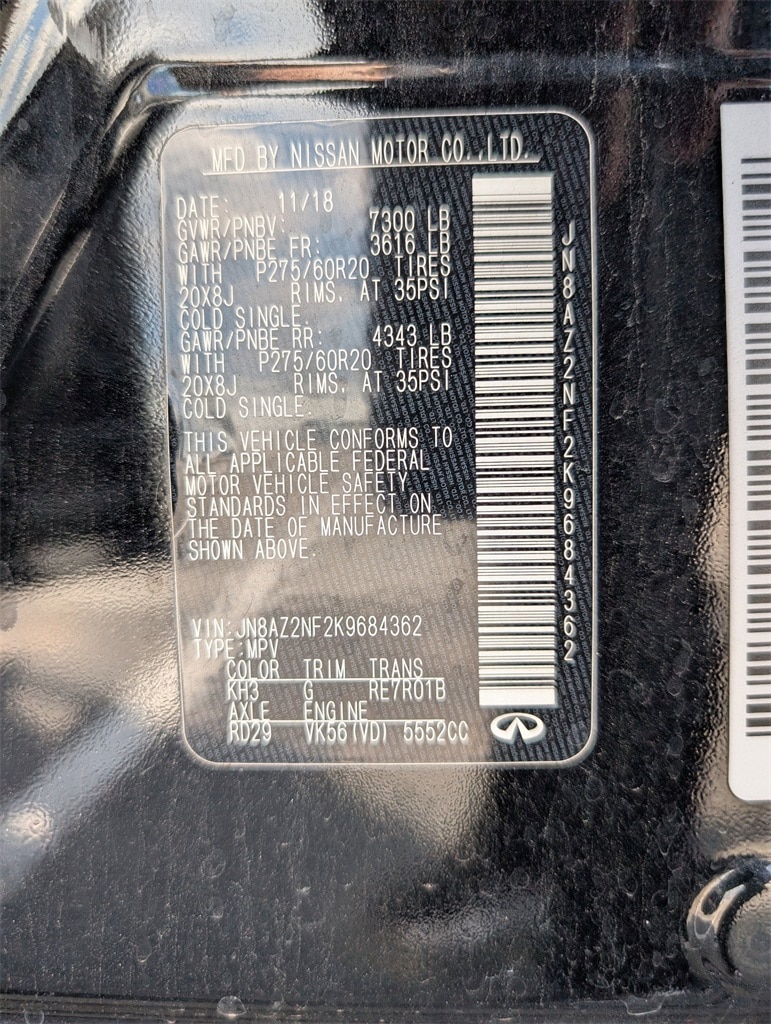 MFD BY NISSAN MOTOR CO.,LTD.
DATE: 11/18
GVWR/PNBV: 7300 LB
GAWR/PNBE FR: 3616 LB
WITH P275/60R20 TIRES
20X8J RIMS, AT 35PSI
COLD SINGLE.
GAWR/PNBE RR: 4343 LB
WITH P275/60R20 TIRES
20X8J RIMS, AT 35PSI
COLD SINGLE.
THIS VEHICLE CONFORMS TO
ALL APPLICABLE FEDERAL
MOTOR VEHICLE SAFETY
STANDARDS IN EFFECT ON
THE DATE OF MANUFACTURE
SHOWN ABOVE.
VIN:JN8AZ2NF2K9684362
TYPE:MPV
COLOR TRIM TRANS
KH3 G RE7R01B
AXLE ENGINE
RD29 VK56(VD) 5552CC
JN8AZ2NF2K9684362